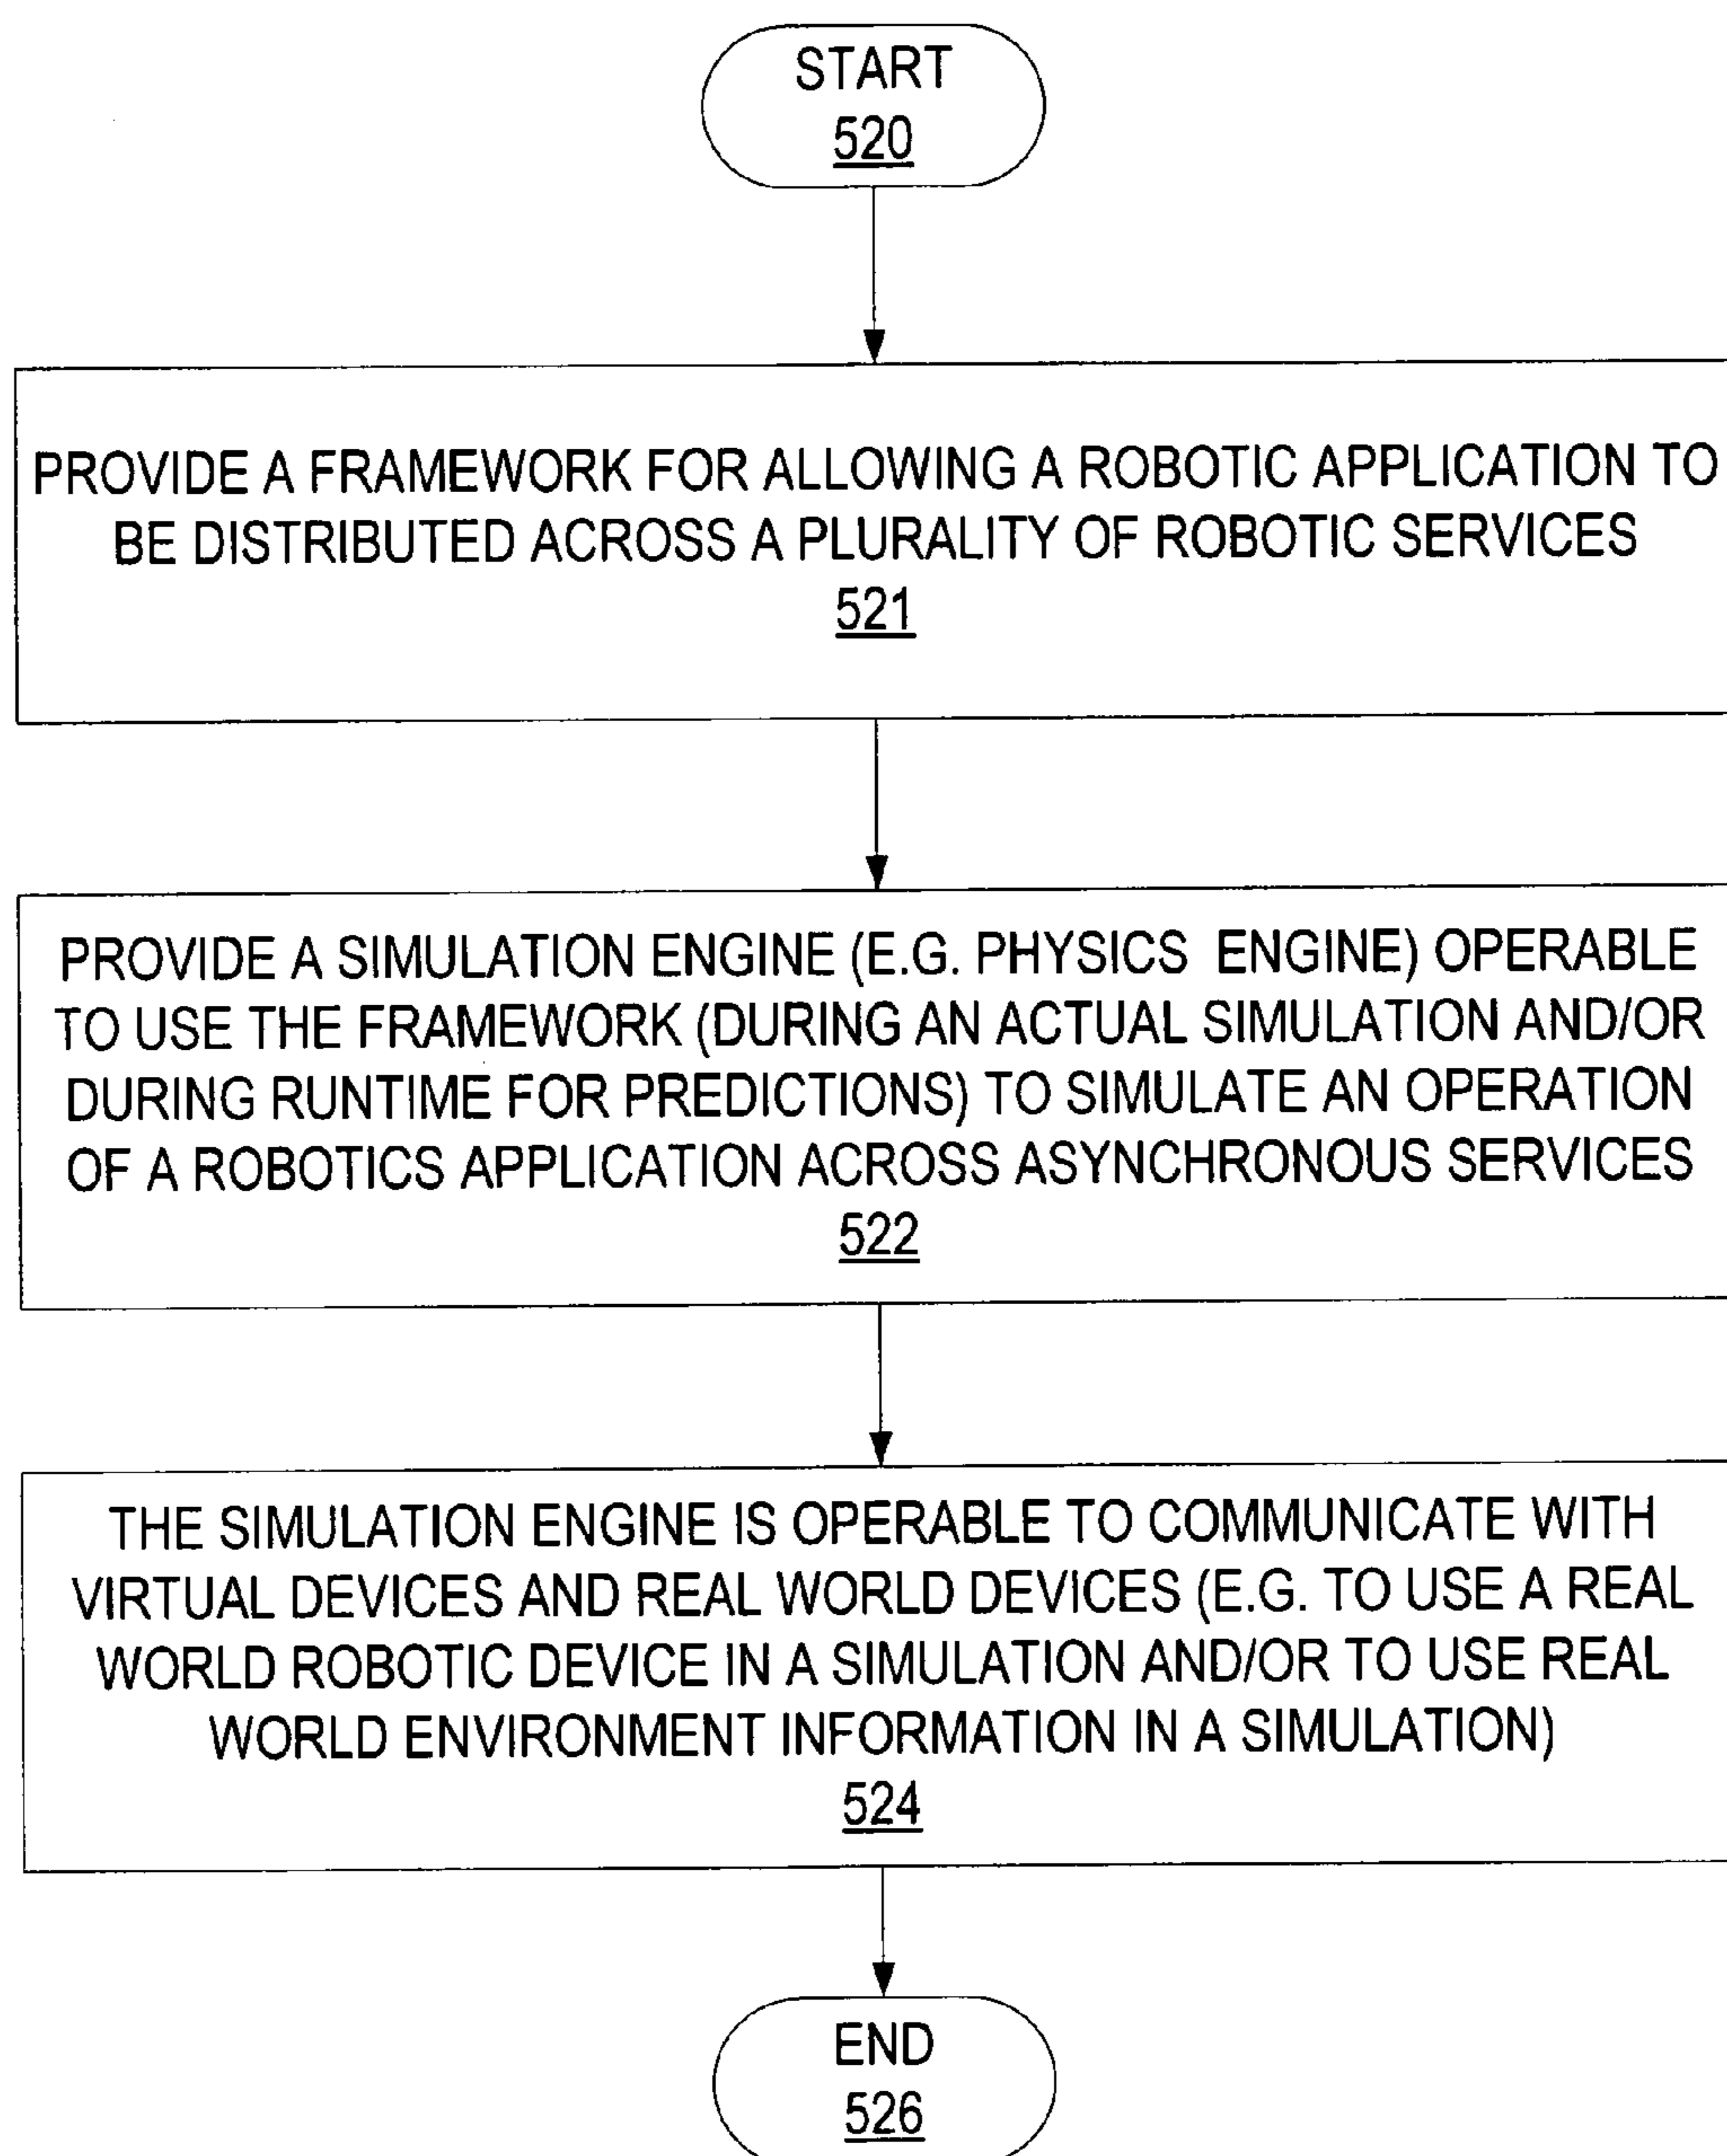 START
520
PROVIDE A FRAMEWORK FOR ALLOWING A ROBOTIC APPLICATION TO
BE DISTRIBUTED ACROSS A PLURALITY OF ROBOTIC SERVICES
521
PROVIDE A SIMULATION ENGINE (E.G. PHYSICS ENGINE) OPERABLE
TO USE THE FRAMEWORK (DURING AN ACTUAL SIMULATION AND/OR
DURING RUNTIME FOR PREDICTIONS) TO SIMULATE AN OPERATION
OF A ROBOTICS APPLICATION ACROSS ASYNCHRONOUS SERVICES
522
THE SIMULATION ENGINE IS OPERABLE TO COMMUNICATE WITH
VIRTUAL DEVICES AND REAL WORLD DEVICES (E.G. TO USE A REAL
WORLD ROBOTIC DEVICE IN A SIMULATION AND/OR TO USE REAL
WORLD ENVIRONMENT INFORMATION IN A SIMULATION)
524
END
526